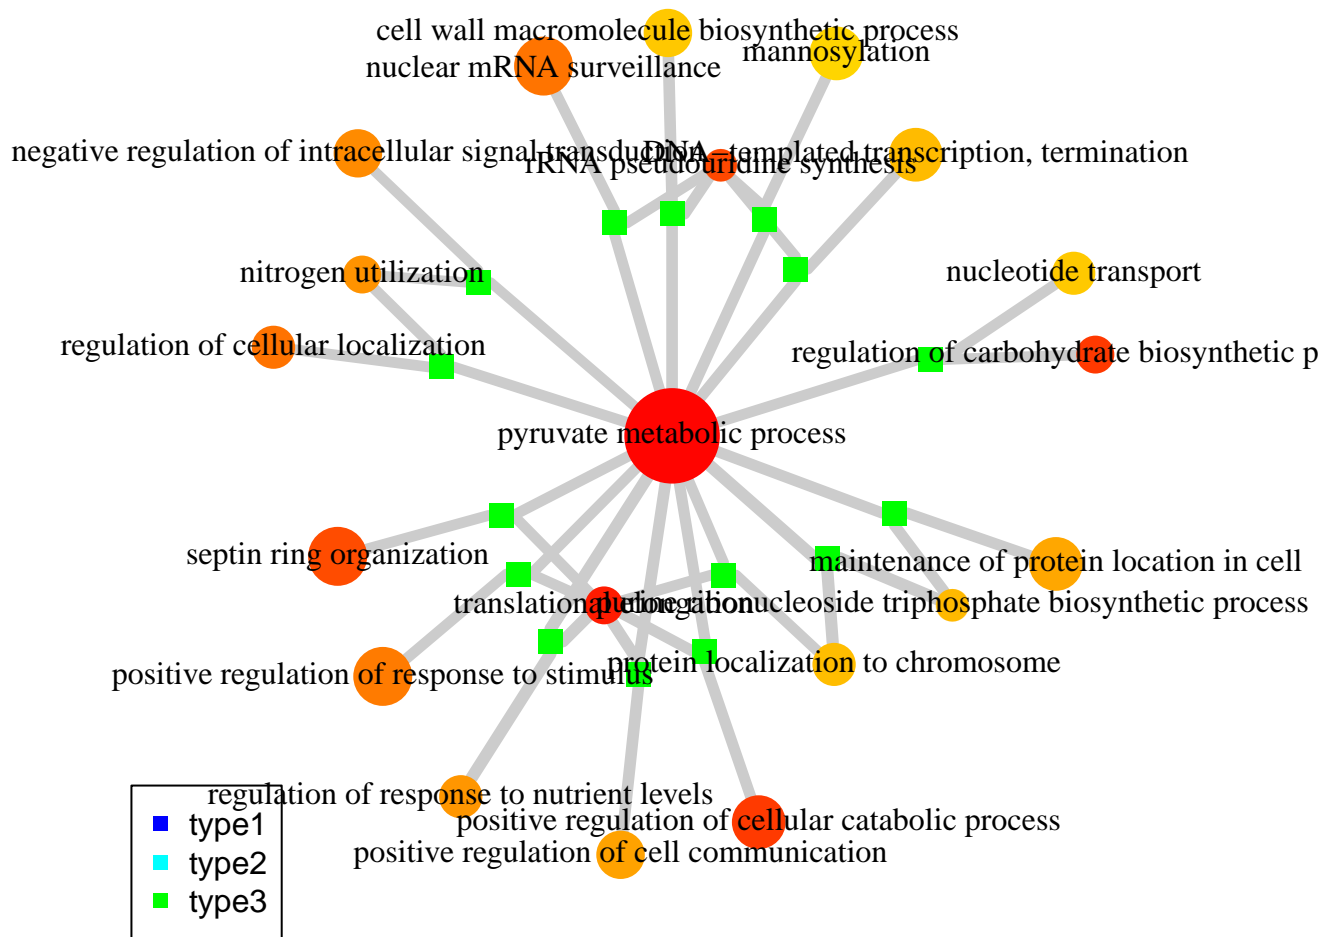 cell wall macromolecule biosynthetic process
mannosylation
nuclear mRNA surveillance
negative regulation of intracellular signal transduction
DNA-templated transcription, termination
rRNA pseudouridine synthesis
nitrogen utilization
nucleotide transport
regulation of cellular localization
regulation of carbohydrate biosynthetic p
pyruvate metabolic process
septin ring organization
maintenance of protein location in cell
translational elongation
purine ribonucleoside triphosphate biosynthetic process
protein localization to chromosome
positive regulation of response to stimulus
regulation of response to nutrient levels
positive regulation of cellular catabolic process
positive regulation of cell communication
type1
type2
type3